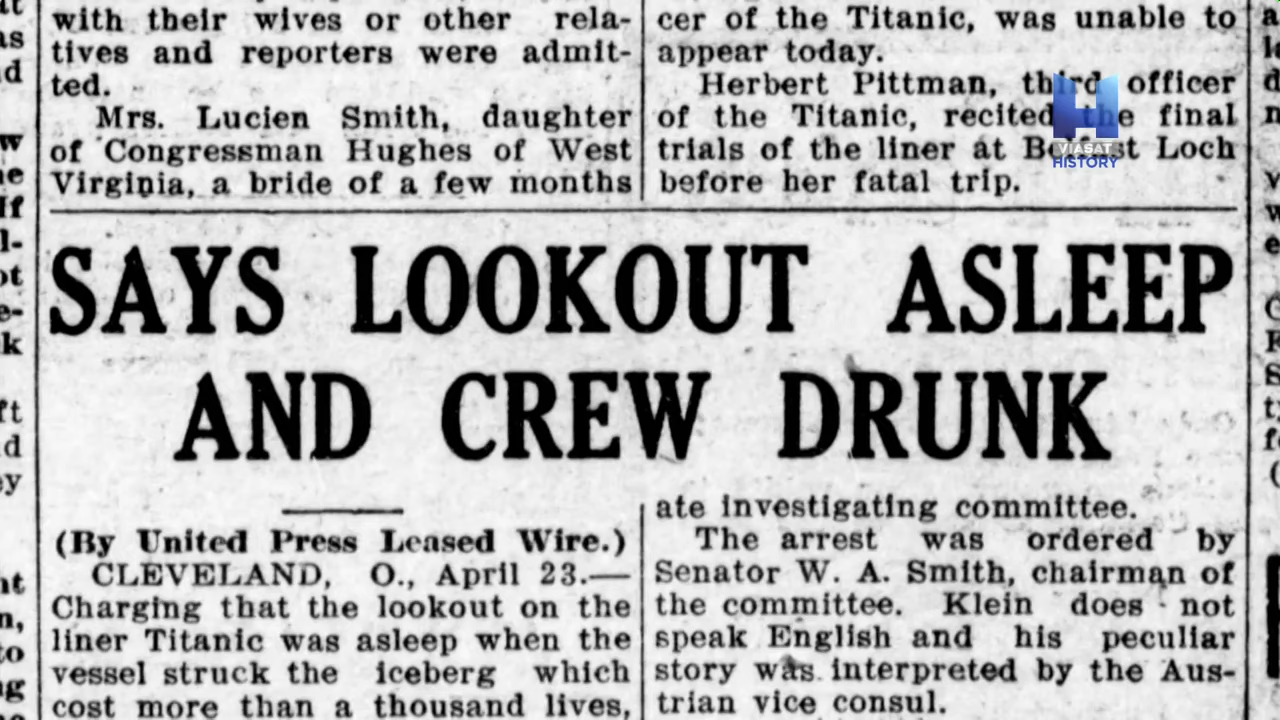 with their wives or other rela-
tives and reporters were admit-
ted.
Mrs. Lucien Smith, daughter
of Congressman Hughes of West
Virginia, a bride of a few months
cer of the Titanic, was unable to
appear today.
Herbert Pittman, third officer
of the Titanic, recited the final
trials of the liner at Belfast Loch
before her fatal trip.
VIASAT
HISTORY
SAYS LOOKOUT ASLEEP
AND CREW DRUNK
(By United Press Leased Wire.)
CLEVELAND, O., April 23.—
Charging that the lookout on the
liner Titanic was asleep when the
vessel struck the iceberg which
cost more than a thousand lives,
ate investigating committee.
The arrest was ordered by
Senator W. A. Smith, chairman of
the committee. Klein does not
speak English and his peculiar
story was interpreted by the Aus-
trian vice consul.